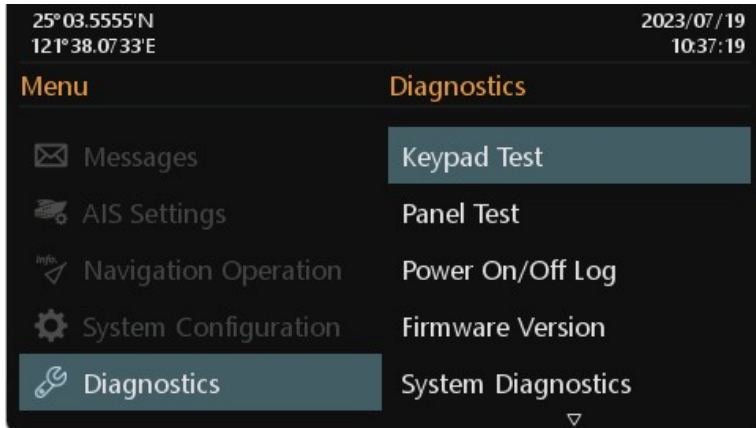 25°03.5555'N
121°38.0733'E
2023/07/19
10:37:19
Menu
Messages
AIS Settings
Info.
Navigation Operation
System Configuration
Diagnostics
Diagnostics
Keypad Test
Panel Test
Power On/Off Log
Firmware Version
System Diagnostics